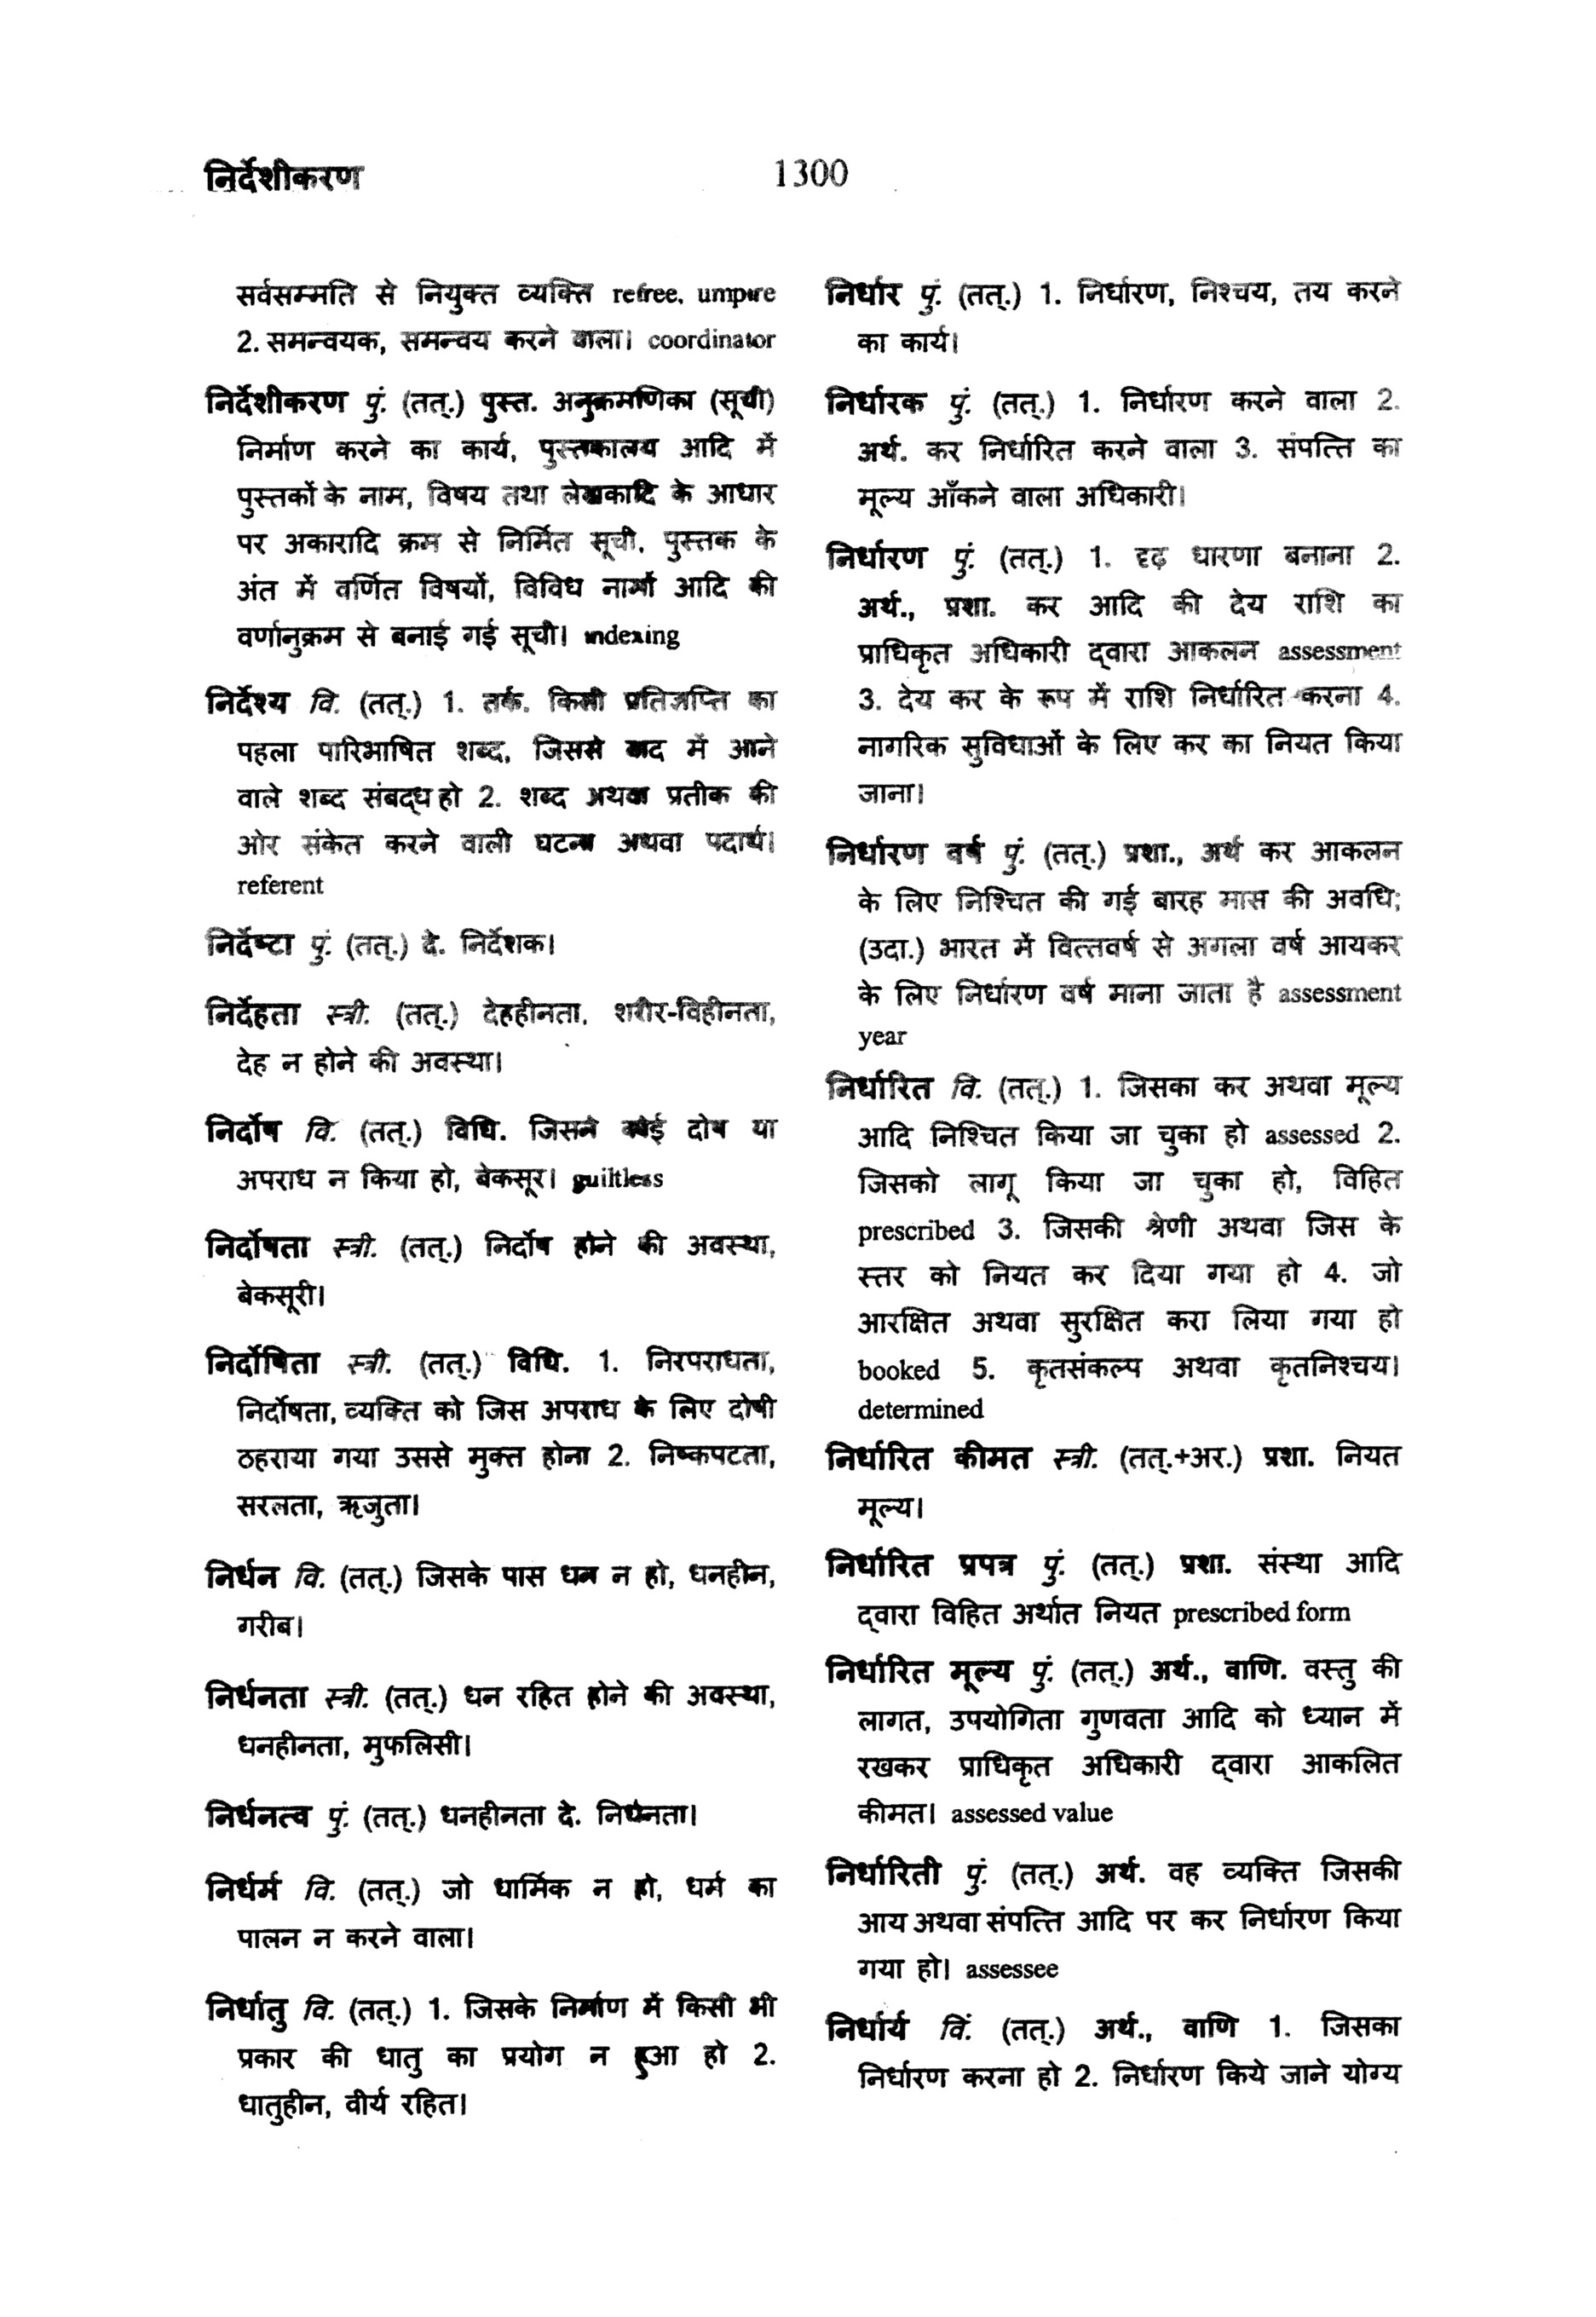 निर्देशीकरण
1300
सर्वसम्मति से नियुक्त व्यक्ति refree, umpire
2. समन्वयक, समन्वय करने वाला। coordinator
निर्देशीकरण पुं. (तत्.) पुस्त. अनुक्रमणिका (सूची)
निर्माण करने का कार्य, पुस्तकालय आदि में
पुस्तकों के नाम, विषय तथा लेखकादि के आधार
पर अकारादि क्रम से निर्मित सूची, पुस्तक के
अंत में वर्णित विषयों, विविध नामों आदि की
वर्णानुक्रम से बनाई गई सूची। indexing
निर्देश्य वि. (तत्.) 1. तर्क. किसी प्रतिज्ञप्ति का
पहला पारिभाषित शब्द, जिससे बाद में आने
वाले शब्द संबद्ध हो 2. शब्द अथवा प्रतीक की
ओर संकेत करने वाली घटना अथवा पदार्थ।
referent
निर्देष्टा पुं. (तत्.) दे. निर्देशक।
निर्देहता स्त्री. (तत्.) देहहीनता, शरीर-विहीनता,
देह न होने की अवस्था।
निर्दोष वि. (तत्.) विधि. जिसने कोई दोष या
अपराध न किया हो, बेकसूर। guiltless
निर्दोषता स्त्री. (तत्.) निर्दोष होने की अवस्था,
बेकसूरी।
निर्दोषिता स्त्री. (तत्.) विधि. 1. निरपराधता,
निर्दोषता, व्यक्ति को जिस अपराध के लिए दोषी
ठहराया गया उससे मुक्त होना 2. निष्कपटता,
सरलता, ऋजुता।
निर्धन वि. (तत्.) जिसके पास धन न हो, धनहीन,
गरीब।
निर्धनता स्त्री. (तत्.) धन रहित होने की अवस्था,
धनहीनता, मुफलिसी।
निर्धनत्व पुं. (तत्.) धनहीनता दे. निर्धनता।
निर्धर्म वि. (तत्.) जो धार्मिक न हो, धर्म का
पालन न करने वाला।
निर्धातु वि. (तत्.) 1. जिसके निर्माण में किसी भी
प्रकार की धातु का प्रयोग न हुआ हो 2.
धातुहीन, वीर्य रहित।
निर्धार पुं. (तत्.) 1. निर्धारण, निश्चय, तय करने
का कार्य।
निर्धारक पुं. (तत्.) 1. निर्धारण करने वाला 2.
अर्थ. कर निर्धारित करने वाला 3. संपत्ति का
मूल्य आँकने वाला अधिकारी।
निर्धारण पुं. (तत्.) 1. दृढ़ धारणा बनाना 2.
अर्थ., प्रशा. कर आदि की देय राशि का
प्राधिकृत अधिकारी द्वारा आकलन assessment
3. देय कर के रूप में राशि निर्धारित करना 4.
नागरिक सुविधाओं के लिए कर का नियत किया
जाना।
निर्धारण वर्ष पुं. (तत्.) प्रशा., अर्थ कर आकलन
के लिए निश्चित की गई बारह मास की अवधि;
(उदा.) भारत में वित्तवर्ष से अगला वर्ष आयकर
के लिए निर्धारण वर्ष माना जाता है assessment
year
निर्धारित वि. (तत्.) 1. जिसका कर अथवा मूल्य
आदि निश्चित किया जा चुका हो assessed 2.
जिसको लागू किया जा चुका हो, विहित
prescribed 3. जिसकी श्रेणी अथवा जिस के
स्तर को नियत कर दिया गया हो 4. जो
आरक्षित अथवा सुरक्षित करा लिया गया हो
booked 5. कृतसंकल्प अथवा कृतनिश्चय।
determined
निर्धारित कीमत स्त्री. (तत्.+अर.) प्रशा. नियत
मूल्य।
निर्धारित प्रपत्र पुं. (तत्.) प्रशा. संस्था आदि
द्वारा विहित अर्थात नियत prescribed form
निर्धारित मूल्य पुं. (तत्.) अर्थ., वाणि. वस्तु की
लागत, उपयोगिता गुणवता आदि को ध्यान में
रखकर प्राधिकृत अधिकारी द्वारा आकलित
कीमत। assessed value
निर्धारिती पुं. (तत्.) अर्थ. वह व्यक्ति जिसकी
आय अथवा संपत्ति आदि पर कर निर्धारण किया
गया हो। assessee
निर्धार्य विं. (तत्.) अर्थ., वाणि 1. जिसका
निर्धारण करना हो 2. निर्धारण किये जाने योग्य